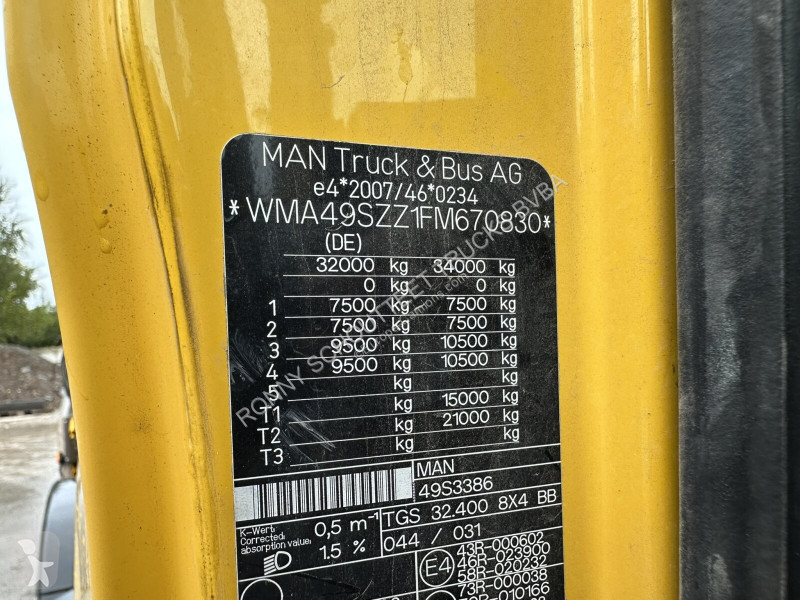 MAN Truck & Bus AG
e4*2007/46*0234
*WMA49SZZ1FM670830*
(DE)
32000 kg 34000 kg
0 kg 0 kg
1 7500 kg 7500 kg
2 7500 kg 7500 kg
3 9500 kg 10500 kg
4 9500 kg 10500 kg
5 kg kg
T1 kg 15000 kg
T2 kg 21000 kg
T3 kg kg
MAN
49S3386
K-Wert:
Corrected
absorption value:
0,5 m-1
1.5 %
TGS 32.400 8X4 BB
044 / 031
E4
43R-000602
46R-023900
58R-020232
73R-000038
-010166
RONNY TRUCKS BVBA